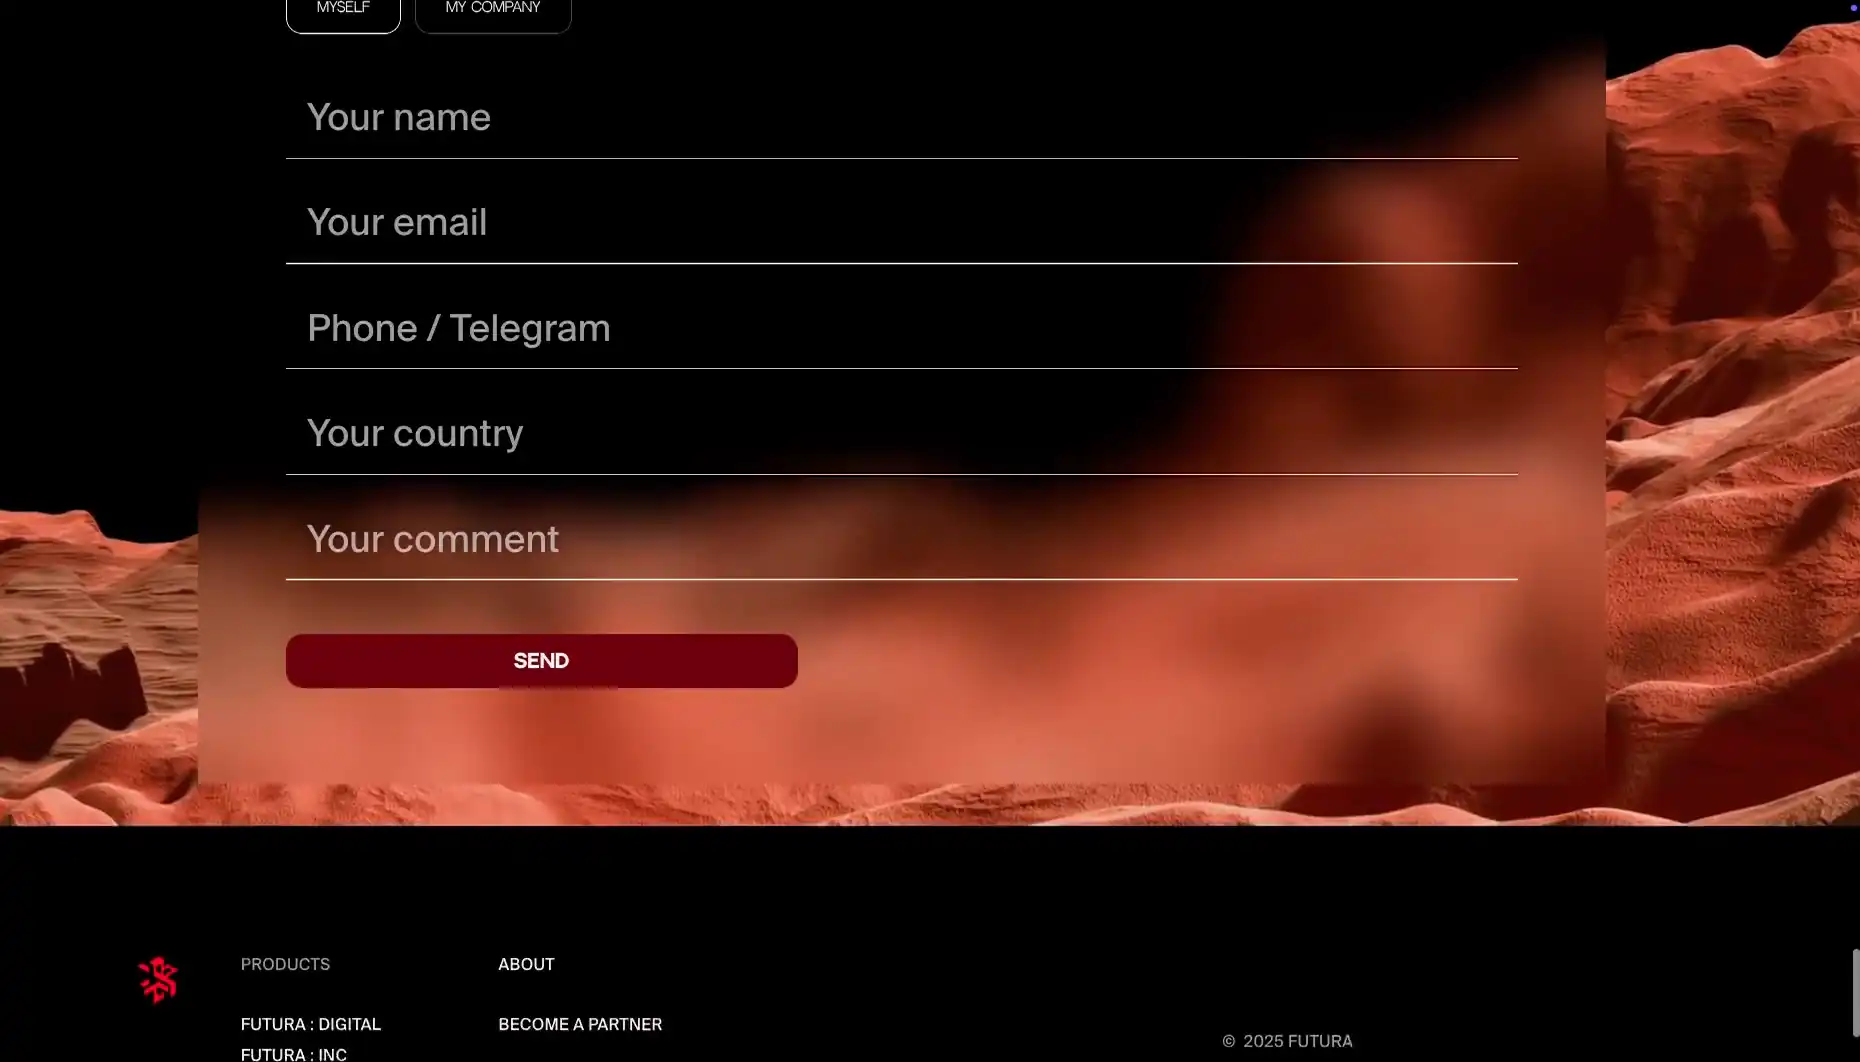 MYSELF
MY COMPANY
Your name
Your email
Phone / Telegram
Your country
Your comment
SEND
PRODUCTS
ABOUT
FUTURA : DIGITAL
BECOME A PARTNER
FUTURA : INC
© 2025 FUTURA